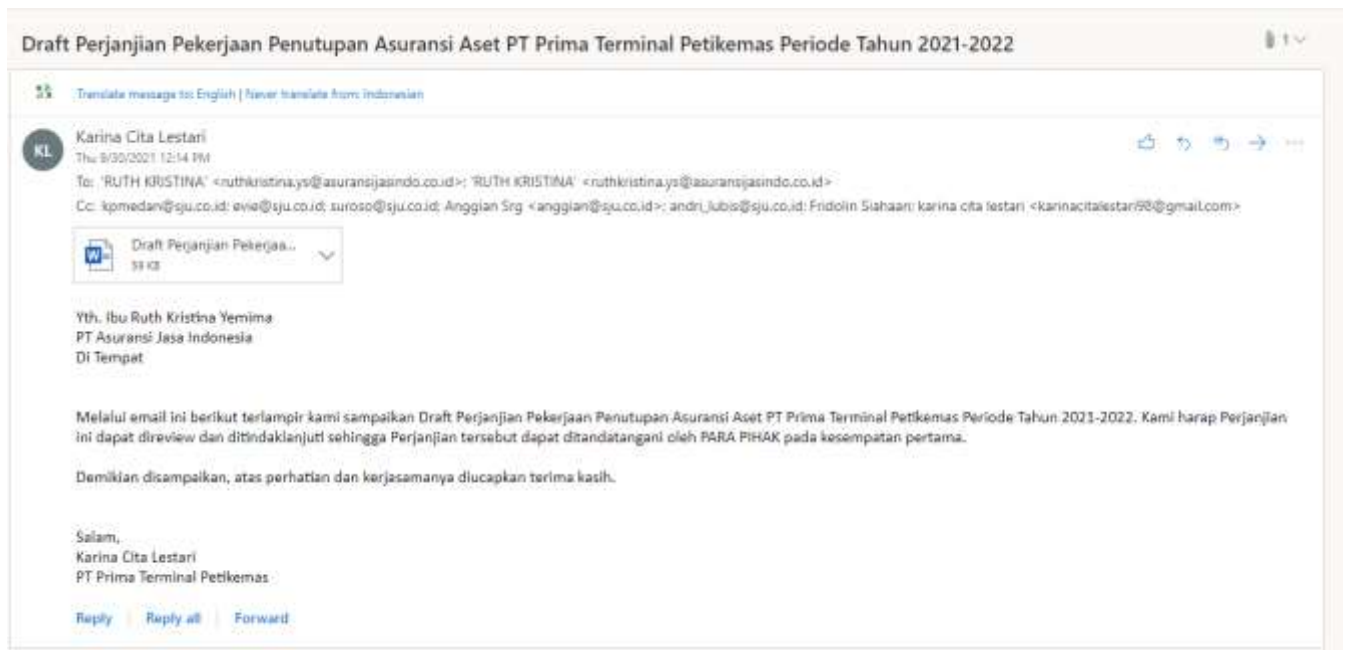 Draft Perjanjian Pekerjaan Penutupan Asuransi Aset PT Prima Terminal Petikemas Periode Tahun 2021-2022
1
Translate message to: English | Never translate from: Indonesian
KL
Karina Cita Lestari
Thu 9/30/2021 12:14 PM
To: 'RUTH KRISTINA' <ruthkristina.ys@asuransijasindo.co.id>; 'RUTH KRISTINA' <ruthkristina.ys@asuransijasindo.co.id>
Cc: kpmedan@sju.co.id; evie@sju.co.id; suroso@sju.co.id; Anggian Srg <anggian@sju.co.id>; andri_lubis@sju.co.id; Fridolin Siahaan; karina cita lestari <karinacitalestari98@gmail.com>
Draft Perjanjian Pekerjaa...
59 KB
Yth. Ibu Ruth Kristina Yemima
PT Asuransi Jasa Indonesia
Di Tempat
Melalui email ini berikut terlampir kami sampaikan Draft Perjanjian Pekerjaan Penutupan Asuransi Aset PT Prima Terminal Petikemas Periode Tahun 2021-2022. Kami harap Perjanjian
ini dapat direview dan ditindaklanjuti sehingga Perjanjian tersebut dapat ditandatangani oleh PARA PIHAK pada kesempatan pertama.
Demikian disampaikan, atas perhatian dan kerjasamanya diucapkan terima kasih.
Salam,
Karina Cita Lestari
PT Prima Terminal Petikemas
Reply | Reply all | Forward